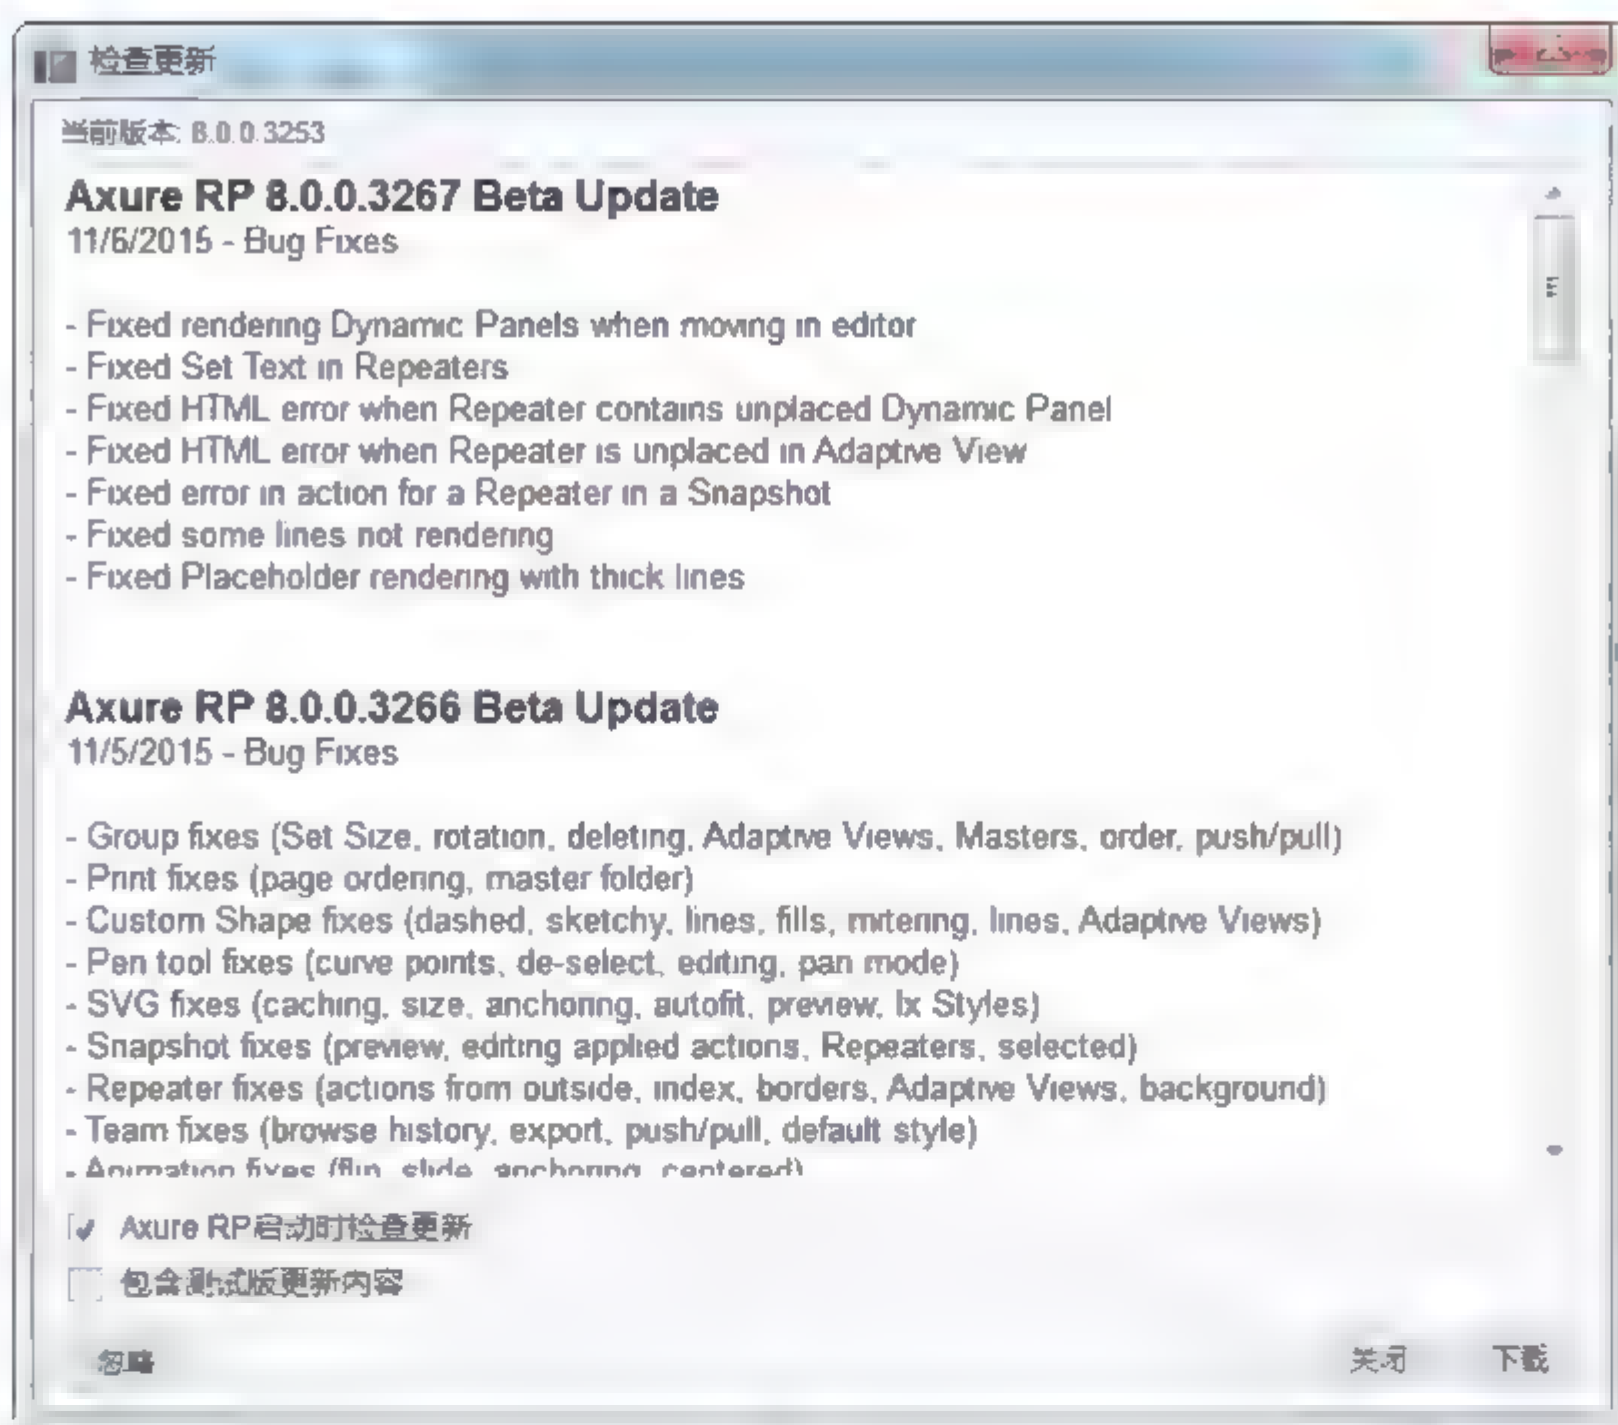 检查更新
当前版本: 8.0.0.3253
Axure RP 8.0.0.3267 Beta Update
11/6/2015 - Bug Fixes
- Fixed rendering Dynamic Panels when moving in editor
- Fixed Set Text in Repeaters
- Fixed HTML error when Repeater contains unplaced Dynamic Panel
- Fixed HTML error when Repeater is unplaced in Adaptive View
- Fixed error in action for a Repeater in a Snapshot
- Fixed some lines not rendering
- Fixed Placeholder rendering with thick lines
Axure RP 8.0.0.3266 Beta Update
11/5/2015 - Bug Fixes
- Group fixes (Set Size, rotation, deleting, Adaptive Views, Masters, order, push/pull)
- Print fixes (page ordering, master folder)
- Custom Shape fixes (dashed, sketchy, lines, fills, mitering, lines, Adaptive Views)
- Pen tool fixes (curve points, de-select, editing, pan mode)
- SVG fixes (caching, size, anchoring, autofit, preview, Ix Styles)
- Snapshot fixes (preview, editing applied actions, Repeaters, selected)
- Repeater fixes (actions from outside, index, borders, Adaptive Views, background)
- Team fixes (browse history, export, push/pull, default style)
- Animation fixes (flip, slide, anchoring, centered)
Axure RP启动时检查更新
包含测试版更新内容
忽略
关闭
下载